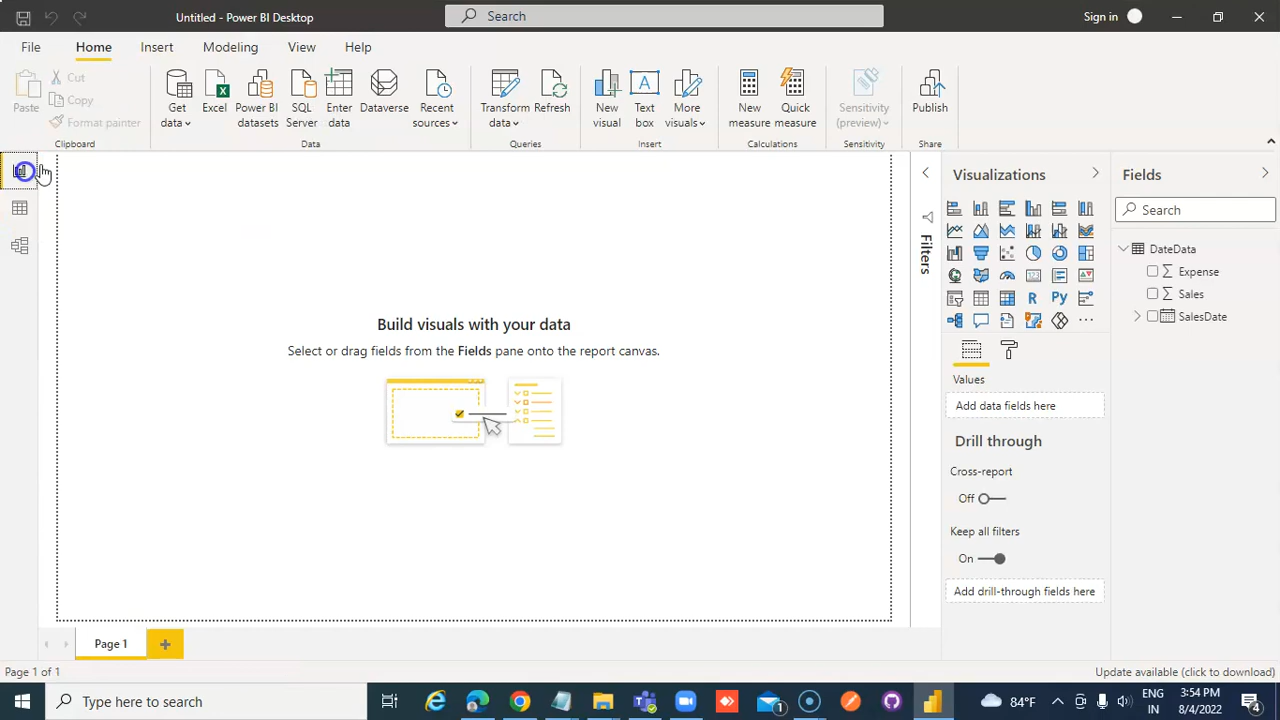 Untitled - Power BI Desktop
Search
Sign in
File
Home
Insert
Modeling
View
Help
Paste
Cut
Copy
Format painter
Clipboard
Get data
Excel
Power BI datasets
SQL Server
Enter data
Dataverse
Recent sources
Data
Transform data
Refresh
Queries
New visual
Text box
More visuals
Insert
New measure
Quick measure
Calculations
Sensitivity (preview)
Sensitivity
Publish
Share
Build visuals with your data
Select or drag fields from the Fields pane onto the report canvas.
Filters
Visualizations
R
Py
Values
Add data fields here
Drill through
Cross-report
Off
Keep all filters
On
Add drill-through fields here
Fields
Search
DateData
Expense
Sales
SalesDate
Page 1
Page 1 of 1
Update available (click to download)
Type here to search
1
84°F
ENG
IN
3:54 PM
8/4/2022
4